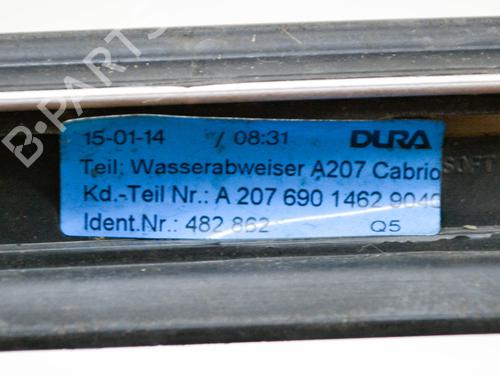 15-01-14 08:31 DURA
Teil: Wasserabweiser A207 Cabrio
Kd.-Teil Nr.: A 207 690 1462 9040
Ident.Nr.: 482 862 Q5
SOFT
B-PARTS